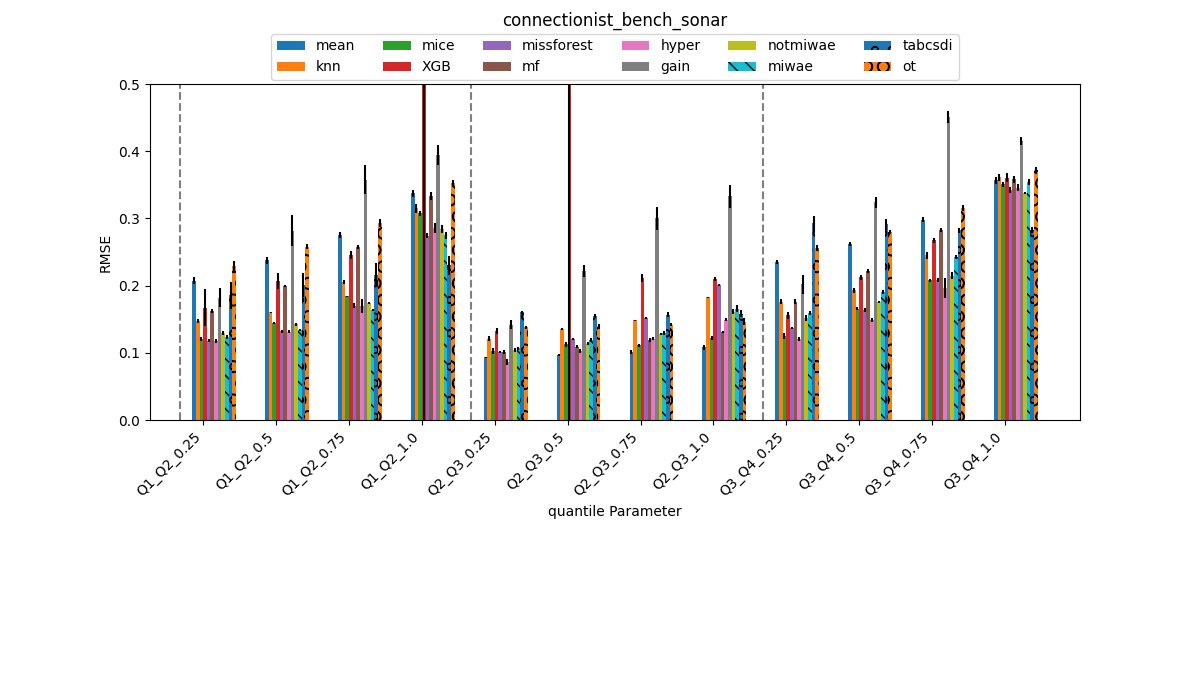 connectionist_bench_sonar
mean mice missforest hyper notmiwae tabcsdi
knn XGB mf gain miwae ot
0.5
0.4
0.3
0.2
0.1
0.0
RMSE
Q1_Q2_0.25 Q1_Q2_0.5 Q1_Q2_0.75 Q1_Q2_1.0 Q2_Q3_0.25 Q2_Q3_0.5 Q2_Q3_0.75 Q2_Q3_1.0 Q3_Q4_0.25 Q3_Q4_0.5 Q3_Q4_0.75 Q3_Q4_1.0
quantile Parameter